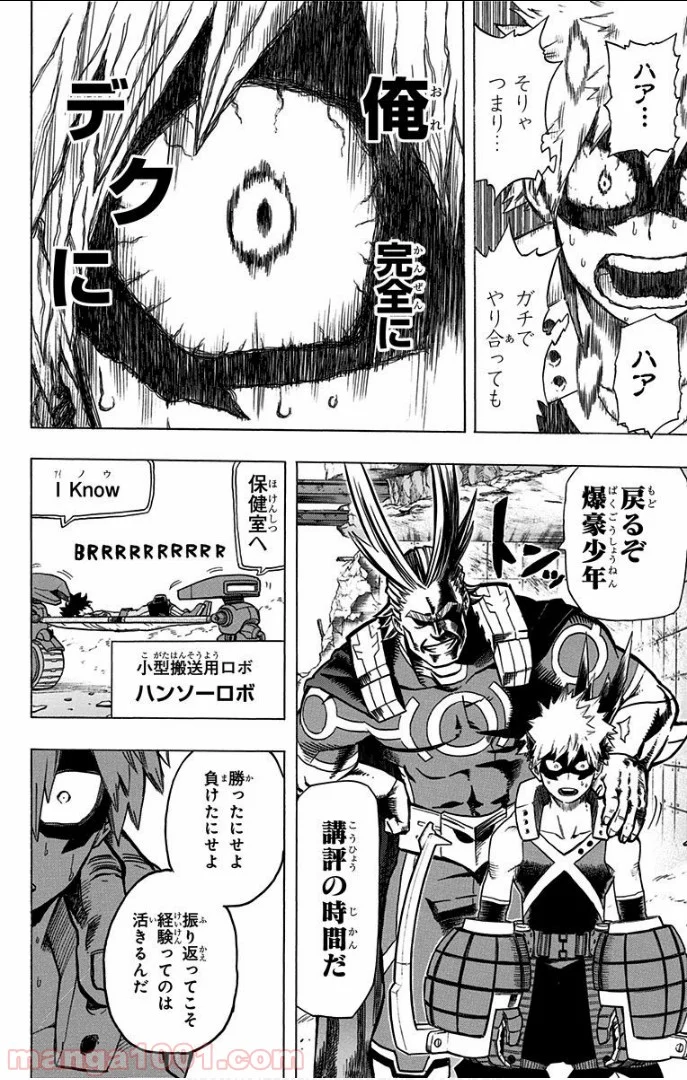 ハア…
そりゃ
つまり…
ガチで
やり合っても
ハア
俺
完全に
デクに
戻るぞ
爆豪少年
トンッ
講評の時間だ
保健室へ
I Know
BRRRRRRRRRRR
小型搬送用ロボ
ハンソーロボ
勝ったにせよ
負けたにせよ
振り返ってこそ
経験ってのは
活きるんだ
manga1001.com